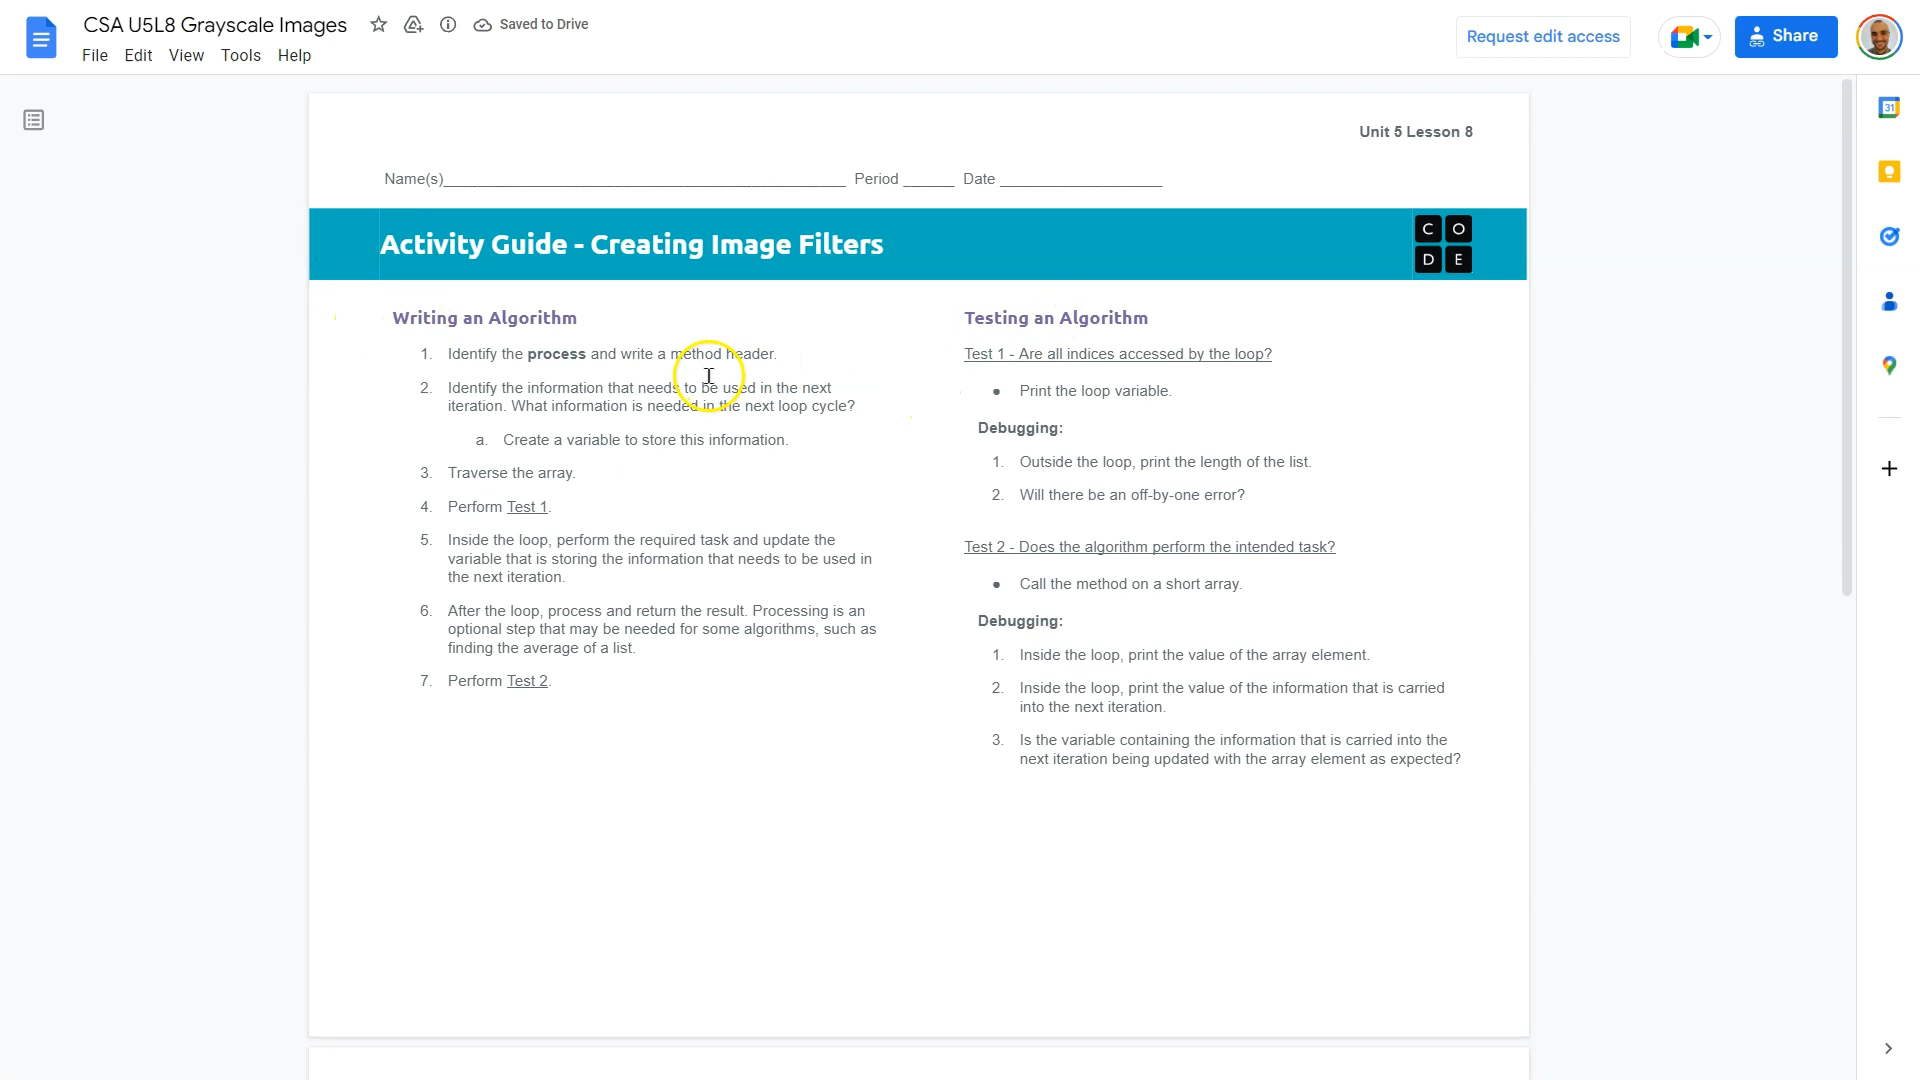 CSA U5L8 Grayscale Images
Saved to Drive
File Edit View Tools Help
Request edit access
Share
31
Unit 5 Lesson 8
Name(s)________________ Period ______ Date ________________
Activity Guide - Creating Image Filters
C O
D E
Writing an Algorithm
1. Identify the process and write a method header.
2. Identify the information that needs to be used in the next
iteration. What information is needed in the next loop cycle?
a. Create a variable to store this information.
3. Traverse the array.
4. Perform Test 1.
5. Inside the loop, perform the required task and update the
variable that is storing the information that needs to be used in
the next iteration.
6. After the loop, process and return the result. Processing is an
optional step that may be needed for some algorithms, such as
finding the average of a list.
7. Perform Test 2.
Testing an Algorithm
Test 1 - Are all indices accessed by the loop?
● Print the loop variable.
Debugging:
1. Outside the loop, print the length of the list.
2. Will there be an off-by-one error?
Test 2 - Does the algorithm perform the intended task?
● Call the method on a short array.
Debugging:
1. Inside the loop, print the value of the array element.
2. Inside the loop, print the value of the information that is carried
into the next iteration.
3. Is the variable containing the information that is carried into the
next iteration being updated with the array element as expected?